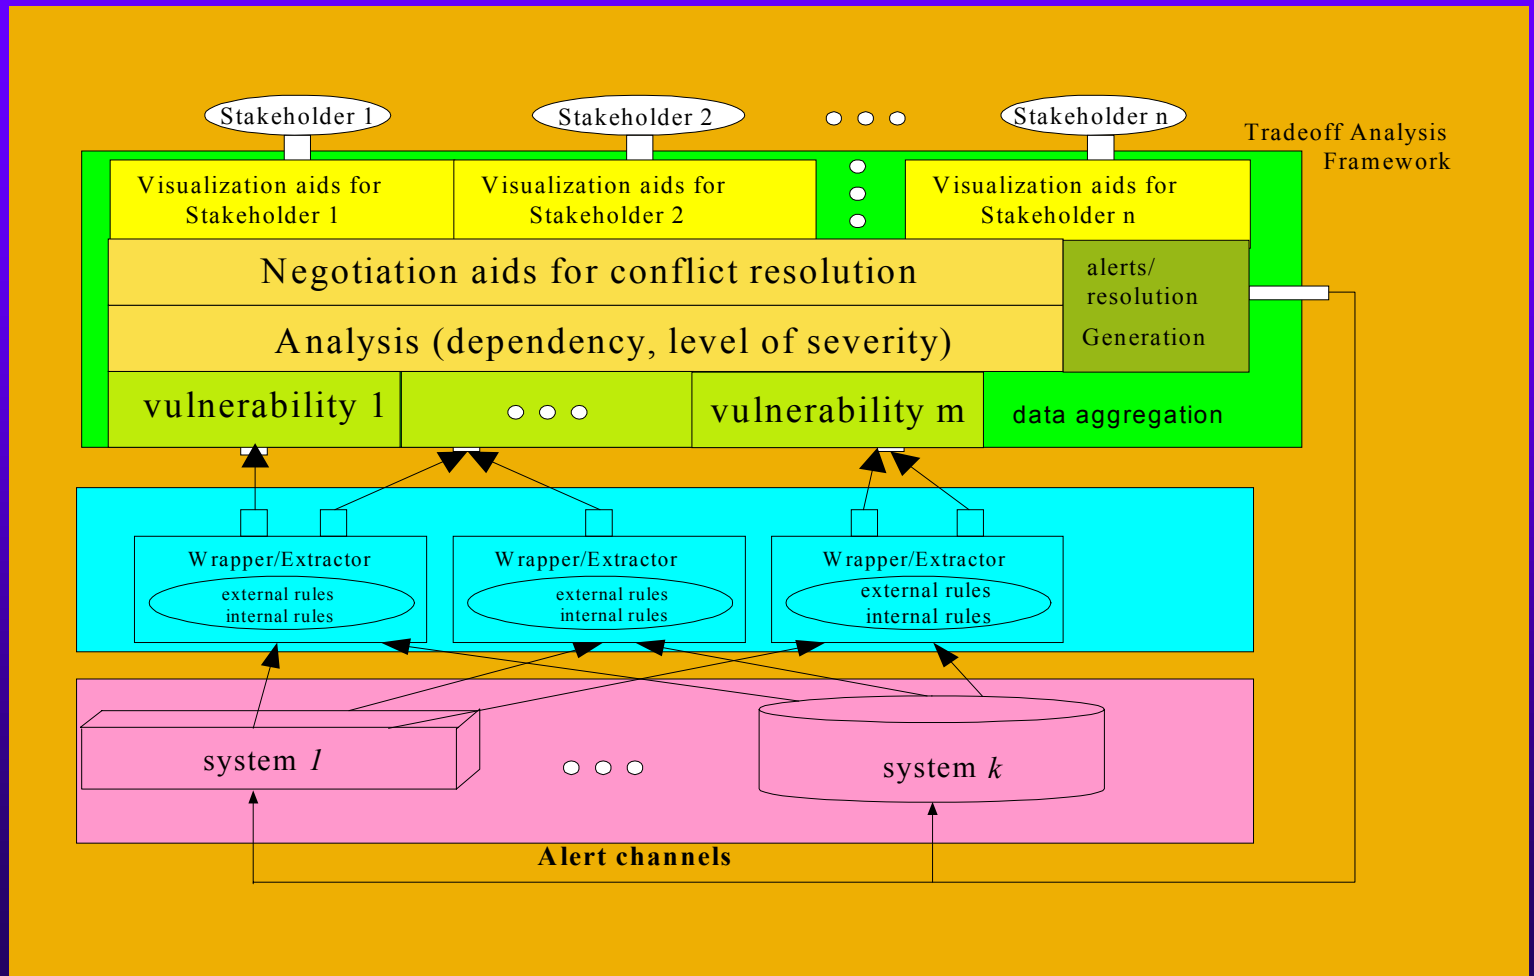 Stakeholder 1
Stakeholder 2
Stakeholder n
Tradeoff Analysis
Framework
Visualization aids for
Stakeholder 1
Visualization aids for
Stakeholder 2
Visualization aids for
Stakeholder n
Negotiation aids for conflict resolution
alerts/
resolution
Generation
Analysis (dependency, level of severity)
vulnerability 1
vulnerability m
data aggregation
Wrapper/Extractor
external rules
internal rules
Wrapper/Extractor
external rules
internal rules
Wrapper/Extractor
external rules
internal rules
system 1
system k
Alert channels